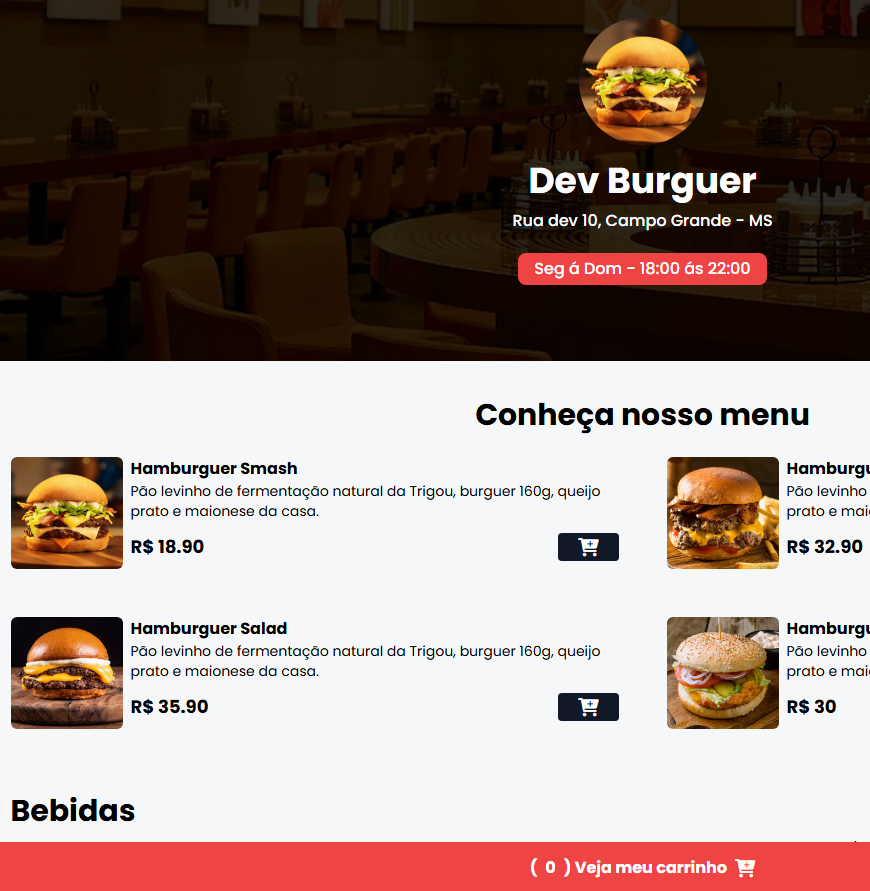 Dev Burguer
Rua dev 10, Campo Grande - MS
Seg á Dom - 18:00 ás 22:00
Conheça nosso menu
Hamburguer Smash
Pão levinho de fermentação natural da Trigou, burguer 160g, queijo
prato e maionese da casa.
R$ 18.90
Hamburgu
Pão levinho
prato e mai
R$ 32.90
Hamburguer Salad
Pão levinho de fermentação natural da Trigou, burguer 160g, queijo
prato e maionese da casa.
R$ 35.90
Hamburgu
Pão levinho
prato e mai
R$ 30
Bebidas
( 0 ) Veja meu carrinho